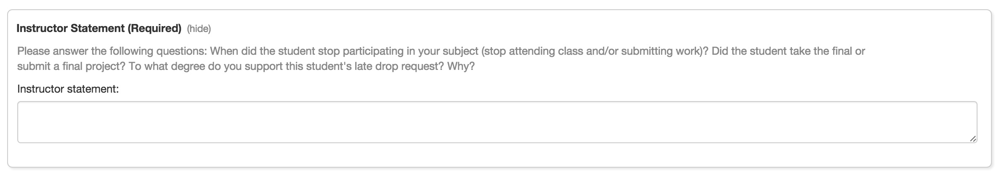 Instructor Statement (Required) (hide)
Please answer the following questions: When did the student stop participating in your subject (stop attending class and/or submitting work)? Did the student take the final or
submit a final project? To what degree do you support this student's late drop request? Why?
Instructor statement: